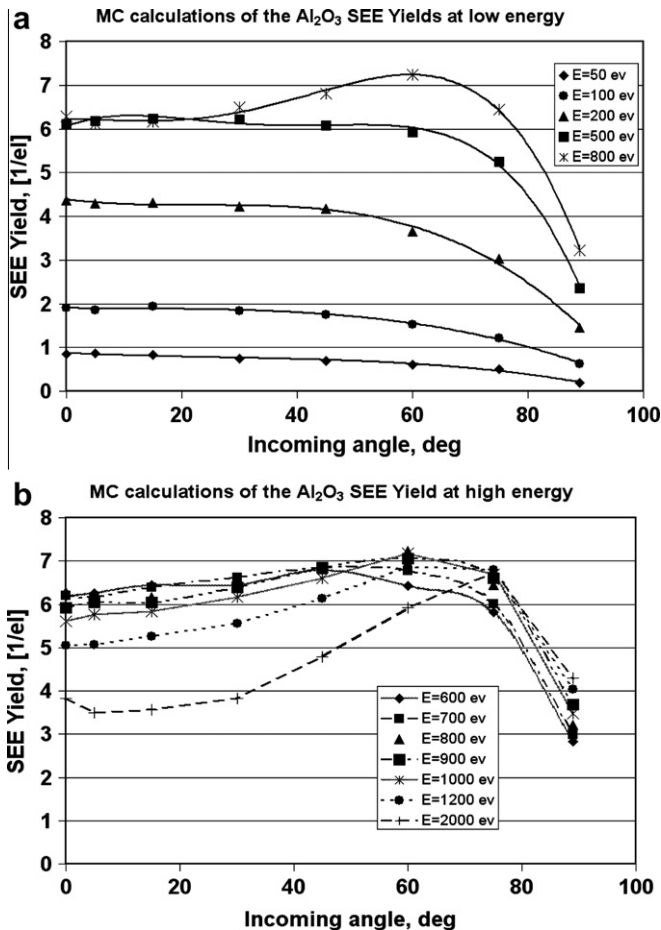 a
MC calculations of the Al₂O₃ SEE Yields at low energy
8
7
6
5
4
3
2
1
0
SEE Yield, [1/el]
E=50 ev
E=100 ev
E=200 ev
E=500 ev
E=800 ev
0 20 40 60 80 100
Incoming angle, deg
b
MC calculations of the Al₂O₃ SEE Yield at high energy
8
7
6
5
4
3
2
1
0
SEE Yield, [1/el]
E=600 ev
E=700 ev
E=800 ev
E=900 ev
E=1000 ev
E=1200 ev
E=2000 ev
0 20 40 60 80 100
Incoming angle, deg